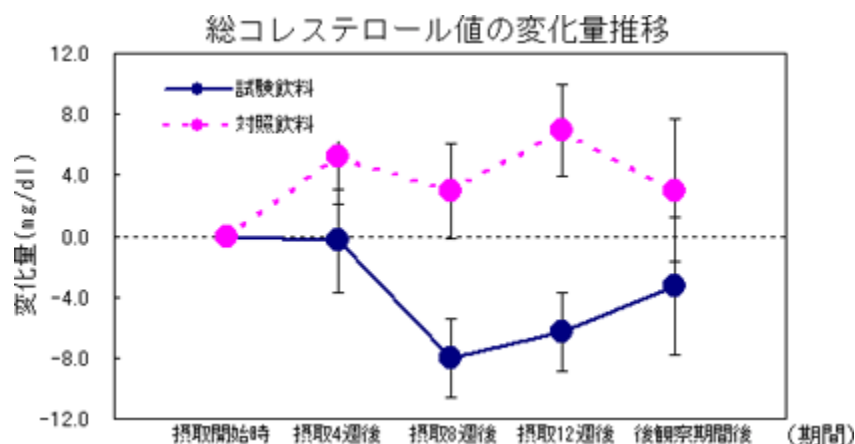 総コレステロール値の変化量推移
12.0
8.0
4.0
0.0
-4.0
-8.0
-12.0
変化量(mg/dl)
試験飲料
対照飲料
摂取開始時 摂取4週後 摂取8週後 摂取12週後 後観察期間後 (期間)